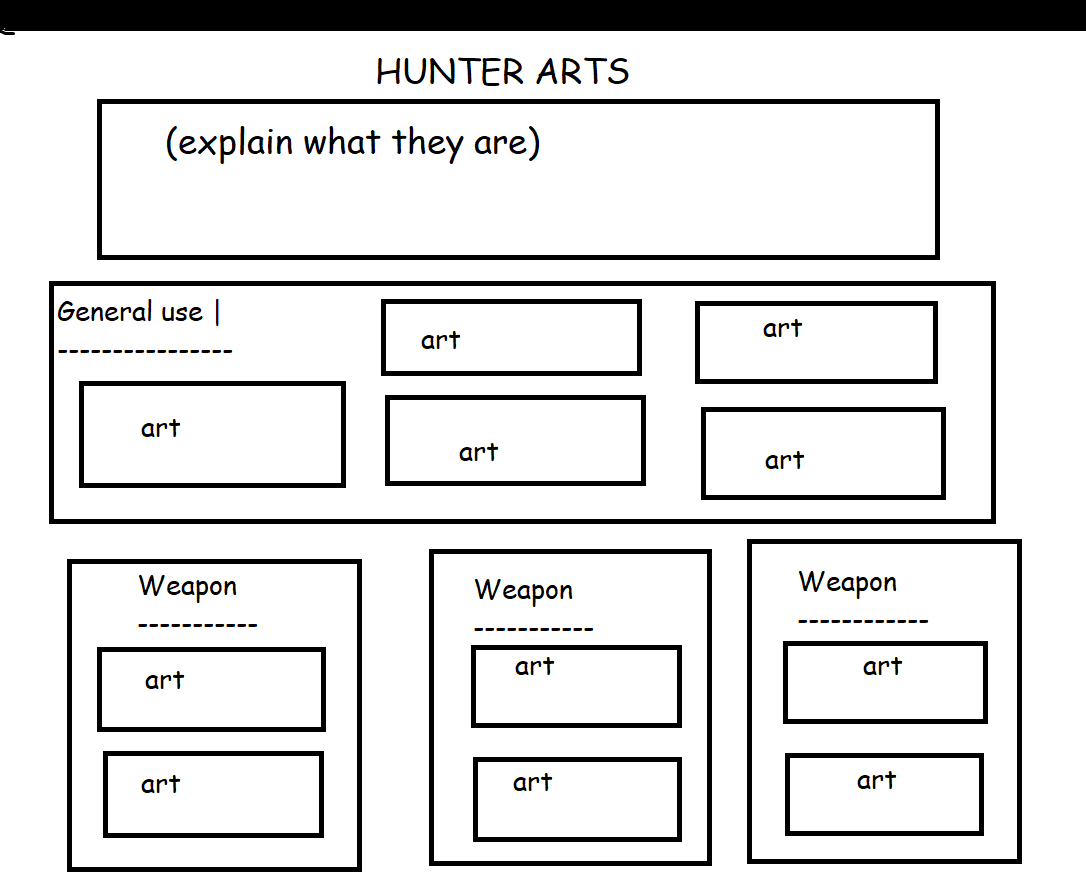 HUNTER ARTS
(explain what they are)
General use |
----------------
art
art
art
art
art
Weapon
-----------
art
art
Weapon
-----------
art
art
Weapon
------------
art
art